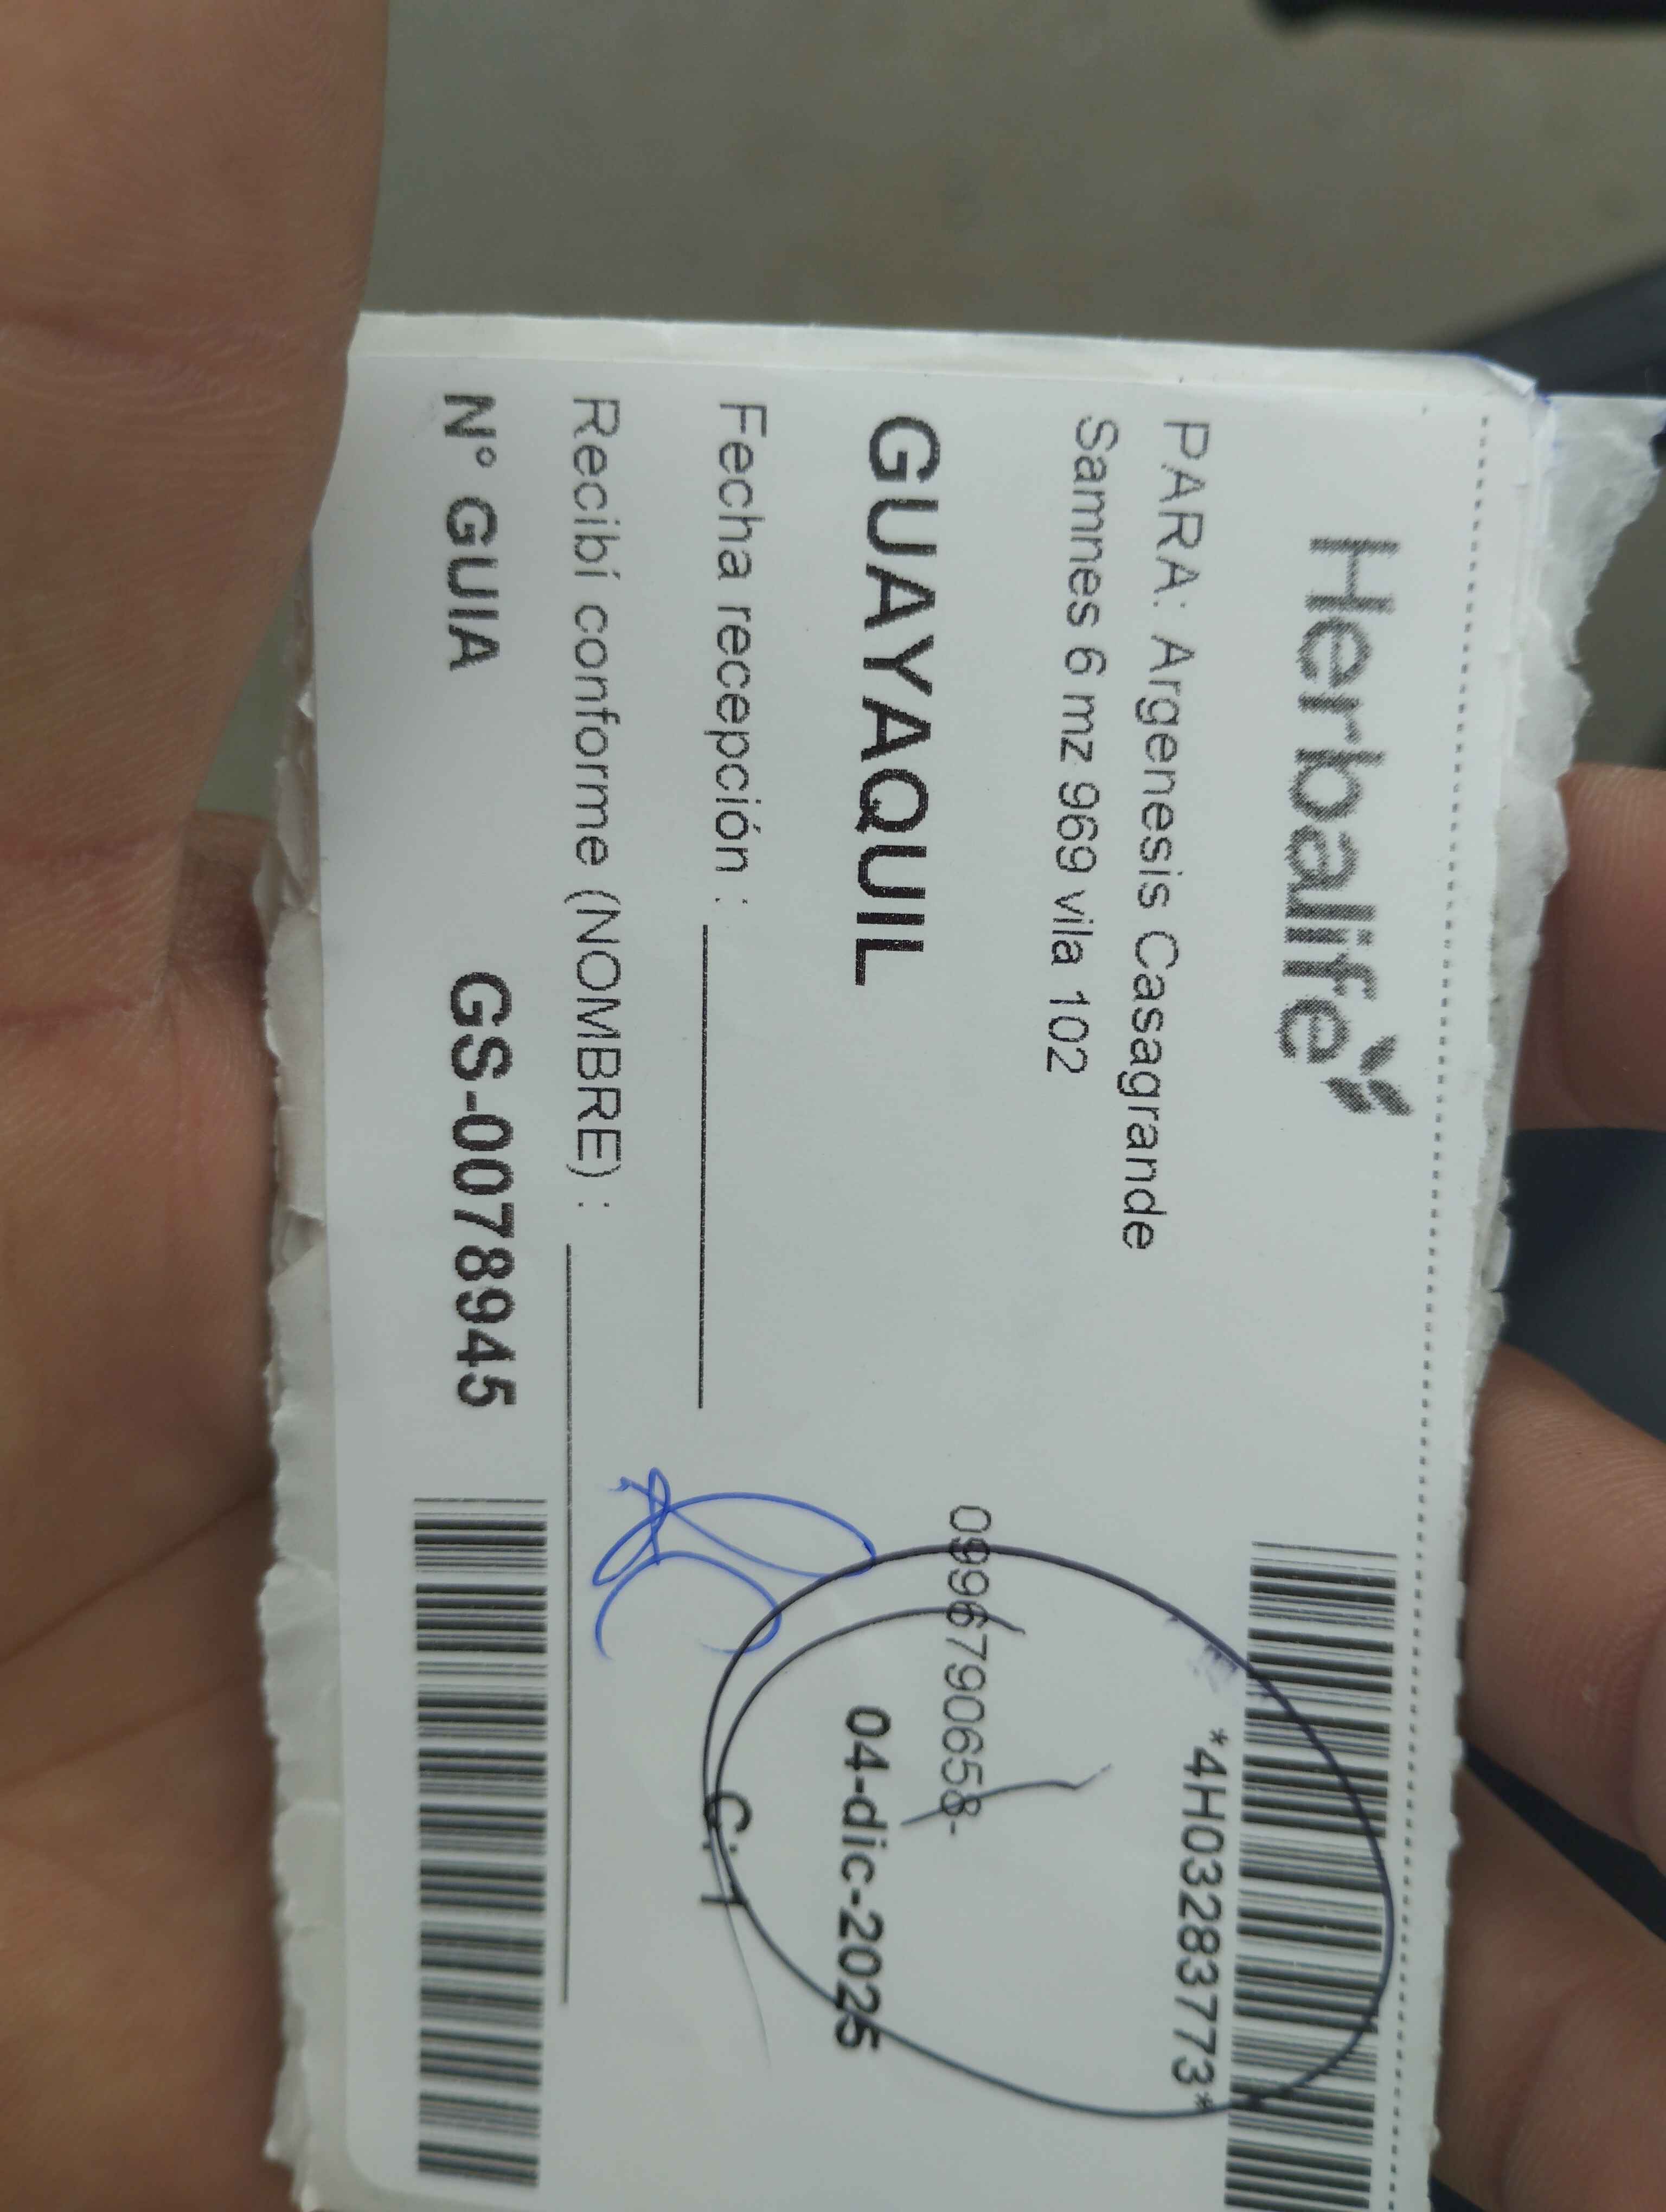 Herbalife
*4H03283773*
PARA: Argenesis Casagrande
Samnes 6 mz 969 vila 102
0996790658-
GUAYAQUIL
04-dic-2025
Fecha recepción :
C.I
Recibí conforme (NOMBRE) :
N° GUIA GS-0078945